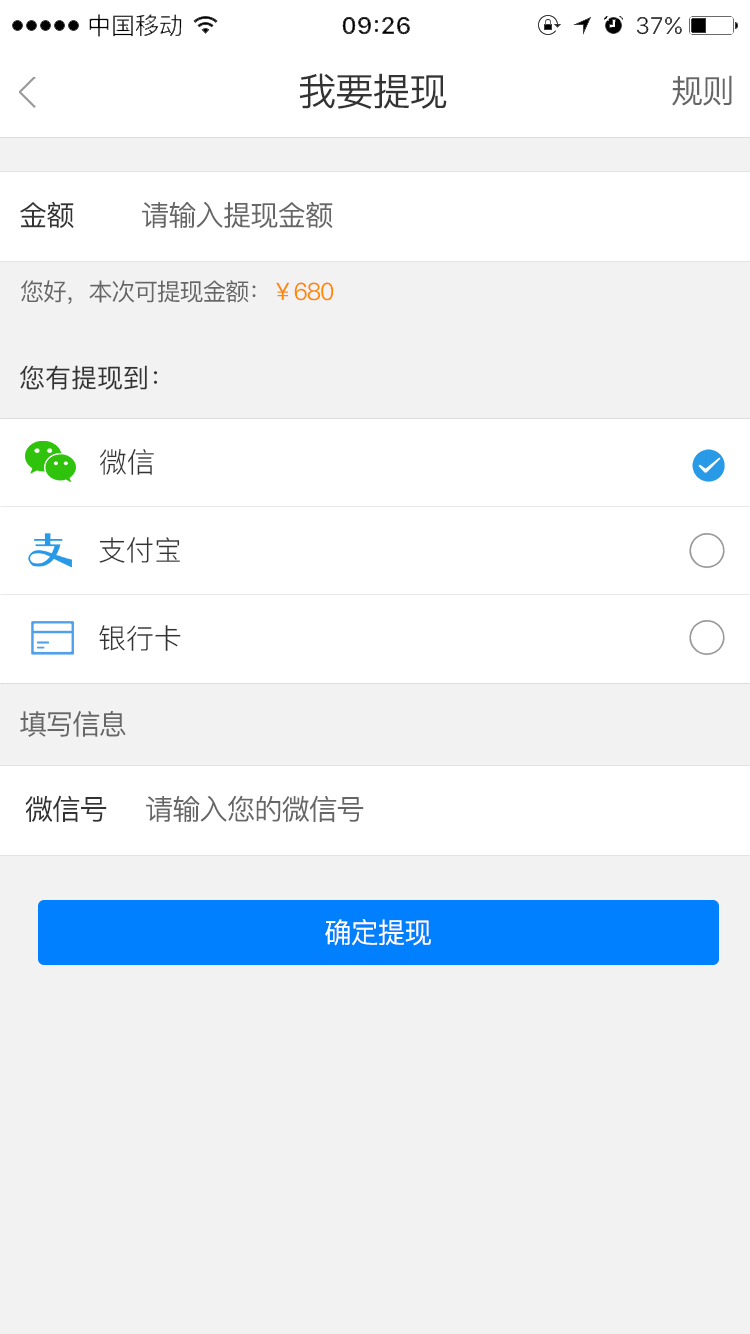 中国移动 09:26 37%
我要提现 规则
金额 请输入提现金额
您好，本次可提现金额：￥680
您有提现到：
微信
支付宝
银行卡
填写信息
微信号 请输入您的微信号
确定提现